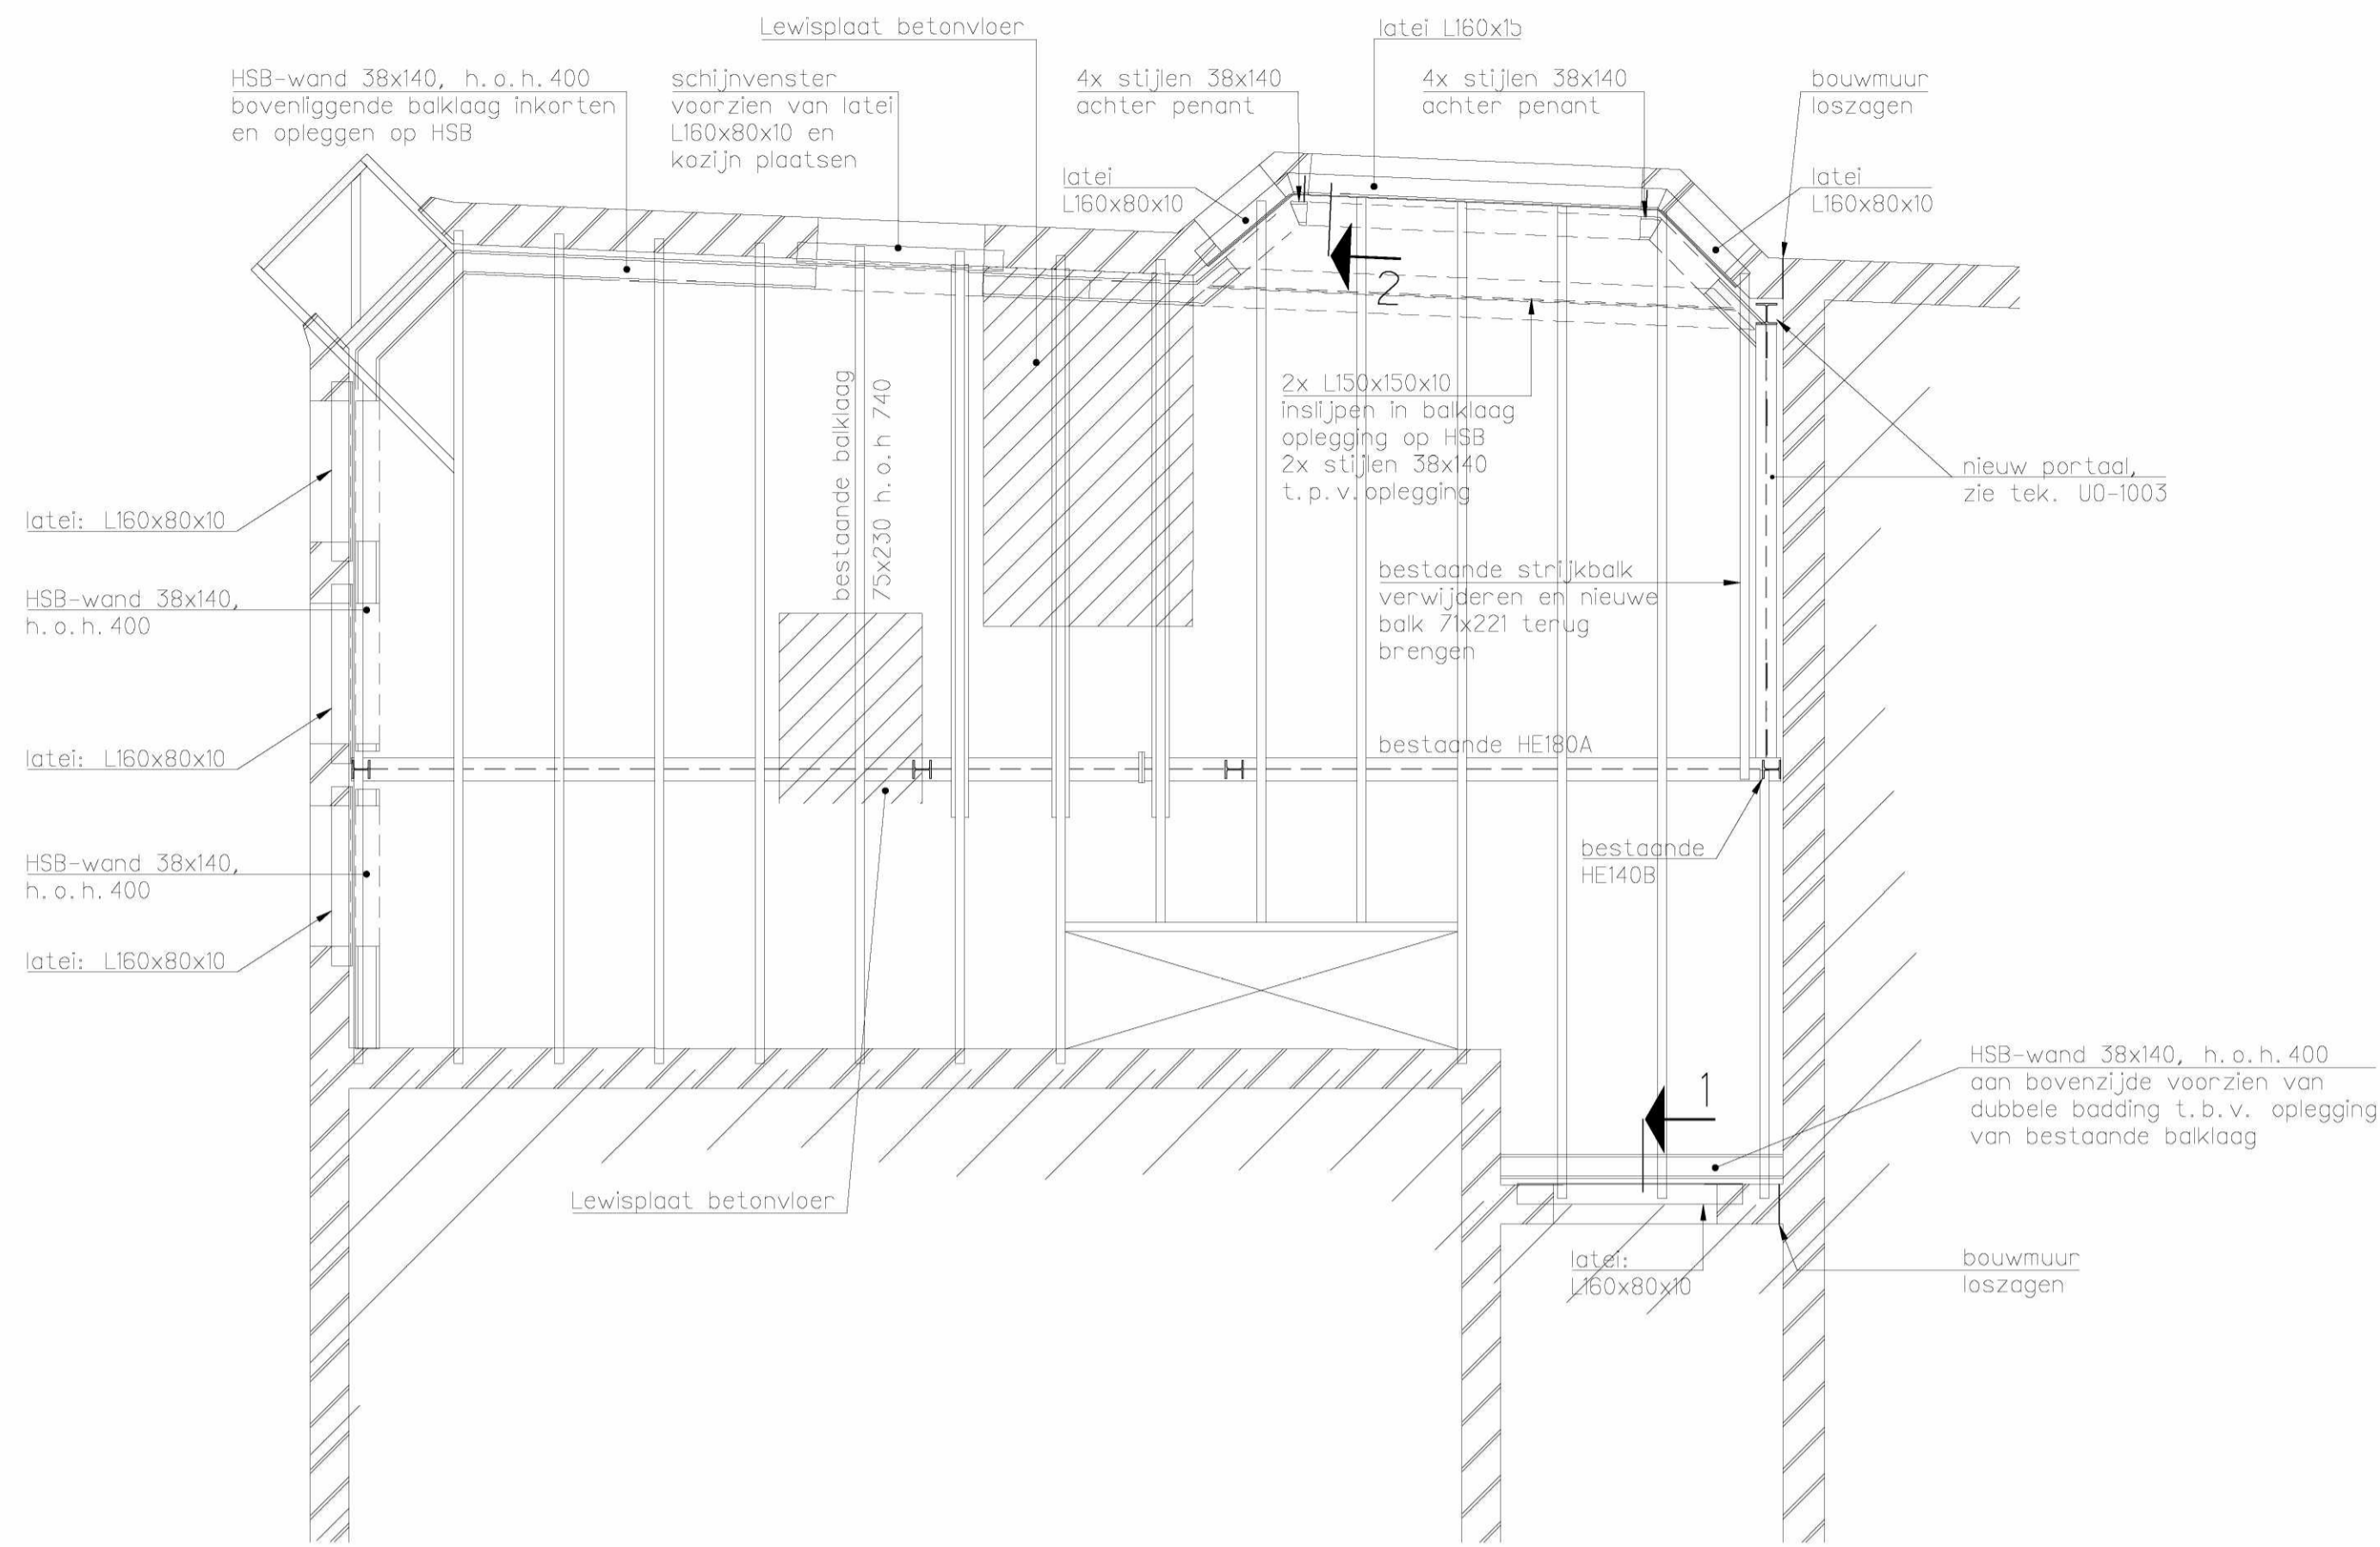 Lewisplaat betonvloer
latei L160x15
HSB-wand 38x140, h.o.h.400
bovenliggende balklaag inkorten
en opleggen op HSB
schijnvenster
voorzien van latei
L160x80x10 en
kozijn plaatsen
4x stijlen 38x140
achter penant
4x stijlen 38x140
achter penant
bouwmuur
loszagen
latei
L160x80x10
latei
L160x80x10
2
bestaande balklaag
75x230 h.o.h 740
2x L150x150x10
inslijpen in balklaag
oplegging op HSB
2x stijlen 38x140
t.p.v.oplegging
nieuw portaal,
zie tek. U0-1003
latei: L160x80x10
HSB-wand 38x140,
h.o.h.400
bestaande strijkbalk
verwijderen en nieuwe
balk 71x221 terug
brengen
latei: L160x80x10
bestaande HE180A
HSB-wand 38x140,
h.o.h.400
bestaande
HE140B
latei: L160x80x10
HSB-wand 38x140, h.o.h.400
aan bovenzijde voorzien van
dubbele badding t.b.v. oplegging
van bestaande balklaag
1
Lewisplaat betonvloer
latei:
L160x80x10
bouwmuur
loszagen